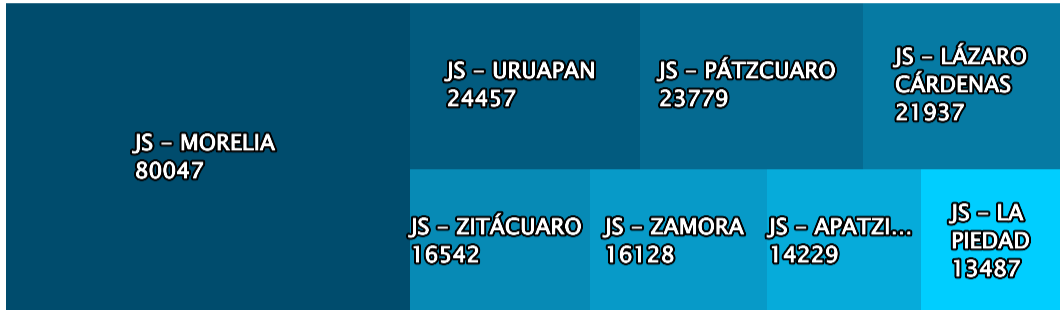 JS – MORELIA
80047
JS – URUAPAN
24457
JS – PÁTZCUARO
23779
JS – LÁZARO
CÁRDENAS
21937
JS – ZITÁCUARO
16542
JS – ZAMORA
16128
JS – APATZI...
14229
JS – LA
PIEDAD
13487